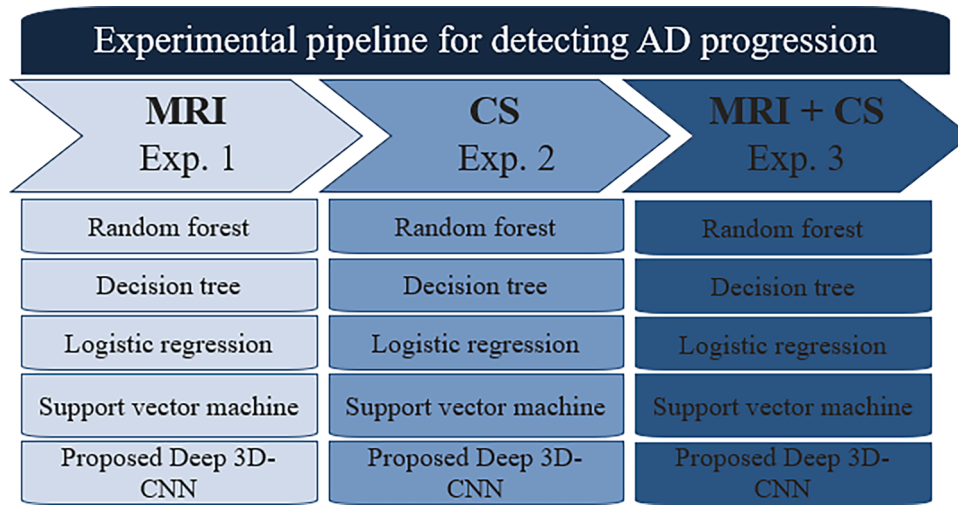 Experimental pipeline for detecting AD progression
MRI
Exp. 1
CS
Exp. 2
MRI + CS
Exp. 3
Random forest
Decision tree
Logistic regression
Support vector machine
Proposed Deep 3D-
CNN
Random forest
Decision tree
Logistic regression
Support vector machine
Proposed Deep 3D-
CNN
Random forest
Decision tree
Logistic regression
Support vector machine
Proposed Deep 3D-
CNN